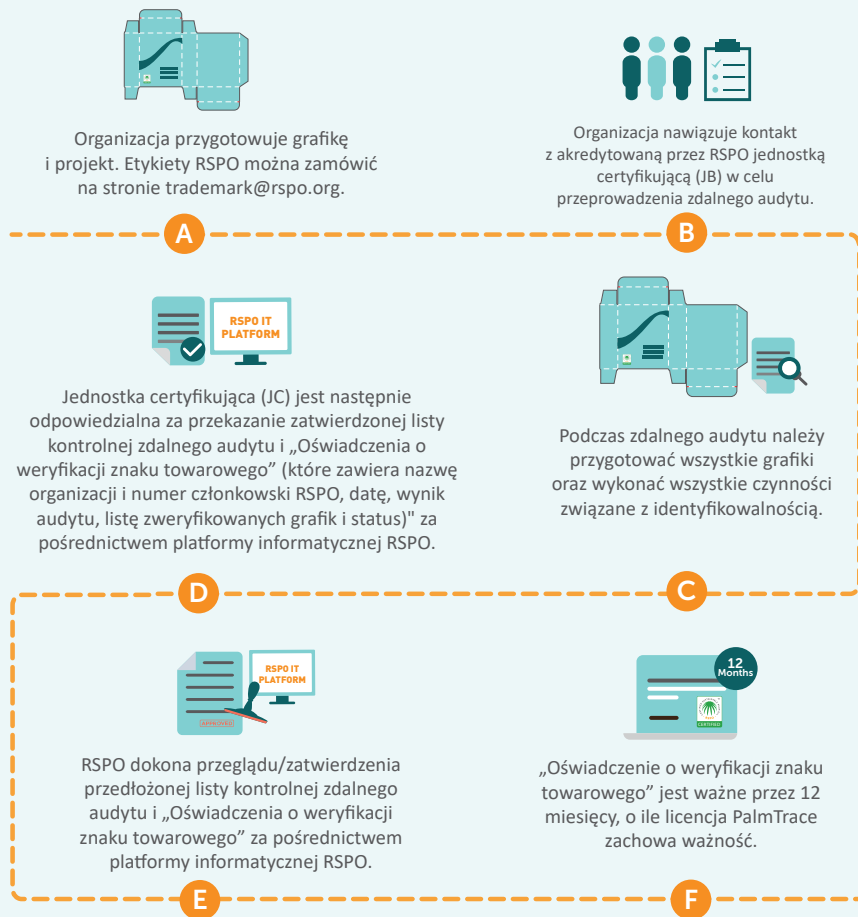 Organizacja przygotowuje grafikę
i projekt. Etykiety RSPO można zamówić
na stronie trademark@rspo.org.
A
Organizacja nawiązuje kontakt
z akredytowaną przez RSPO jednostką
certyfikującą (JB) w celu
przeprowadzenia zdalnego audytu.
B
Podczas zdalnego audytu należy
przygotować wszystkie grafiki
oraz wykonać wszystkie czynności
związane z identyfikowalnością.
C
RSPO IT
PLATFORM
Jednostka certyfikująca (JC) jest następnie
odpowiedzialna za przekazanie zatwierdzonej listy
kontrolnej zdalnego audytu i „Oświadczenia o
weryfikacji znaku towarowego” (które zawiera nazwę
organizacji i numer członkowski RSPO, datę, wynik
audytu, listę zweryfikowanych grafik i status)" za
pośrednictwem platformy informatycznej RSPO.
D
RSPO IT
PLATFORM
APPROVED
RSPO dokona przeglądu/zatwierdzenia
przedłożonej listy kontrolnej zdalnego
audytu i „Oświadczenia o weryfikacji
znaku towarowego” za pośrednictwem
platformy informatycznej RSPO.
E
12
Months
CERTIFIED
„Oświadczenie o weryfikacji znaku
towarowego” jest ważne przez 12
miesięcy, o ile licencja PalmTrace
zachowa ważność.
F